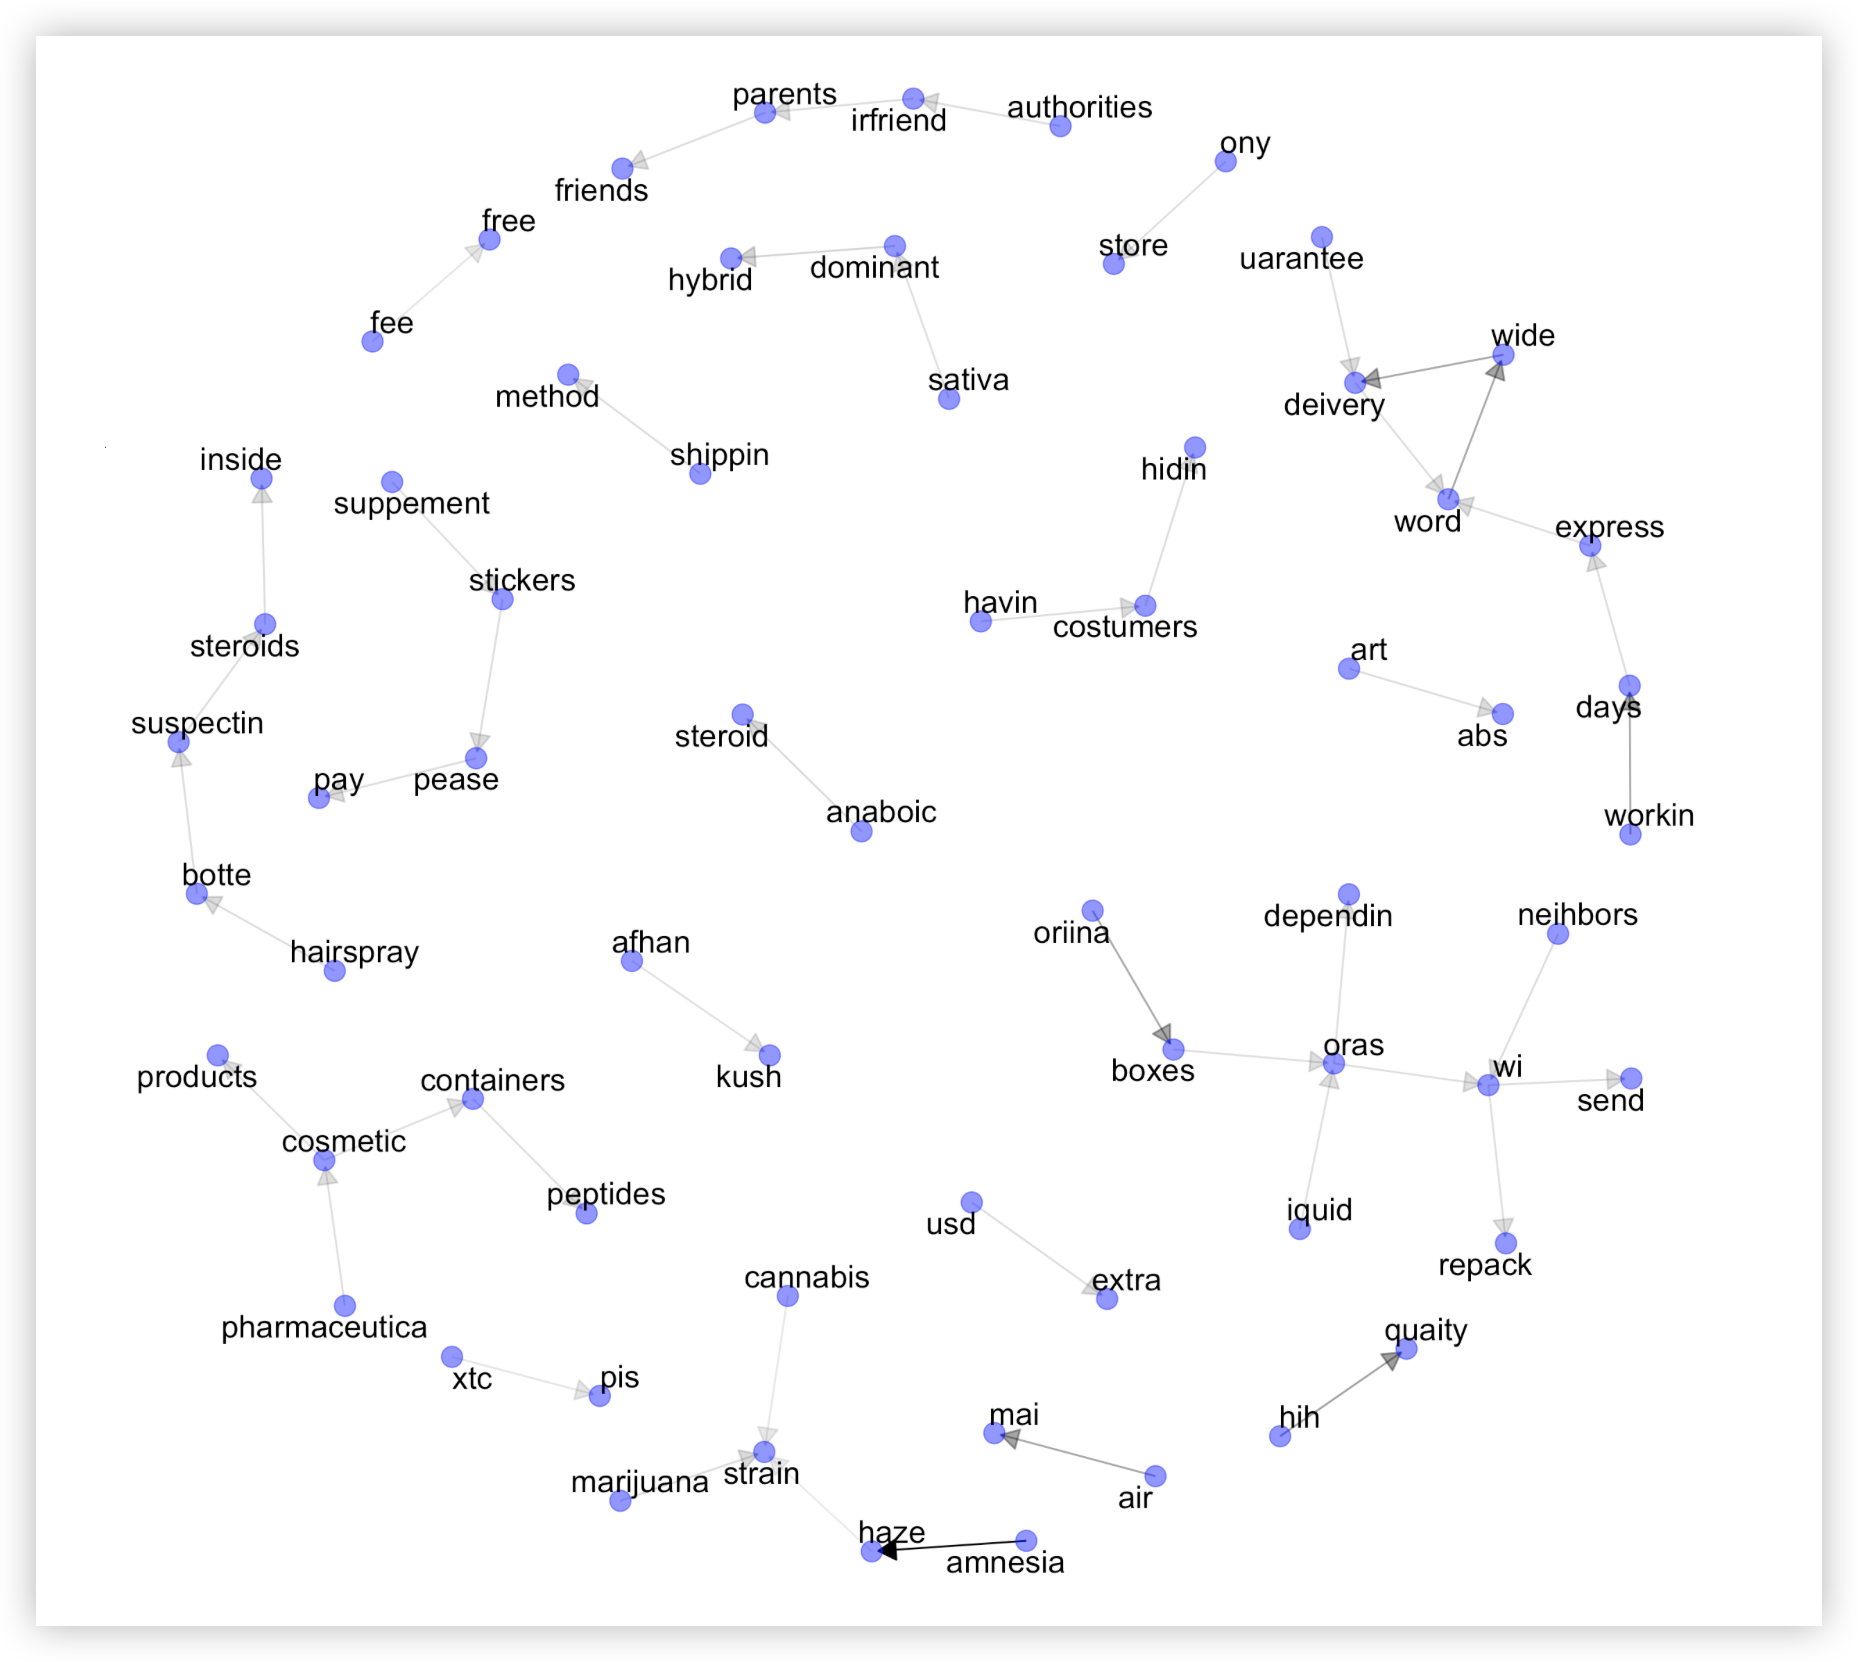 parents
irfriend
authorities
ony
friends
free
store
uarantee
hybrid
dominant
fee
wide
method
sativa
deivery
inside
shippin
hidin
suppement
word
express
stickers
havin
costumers
steroids
art
days
suspectin
steroid
abs
pay
pease
anaboic
workin
botte
oriina
dependin
neihbors
hairspray
afhan
products
containers
kush
boxes
oras
wi
send
cosmetic
peptides
usd
iquid
repack
cannabis
extra
pharmaceutica
quaity
xtc
pis
mai
hih
marijuana
strain
air
haze
amnesia